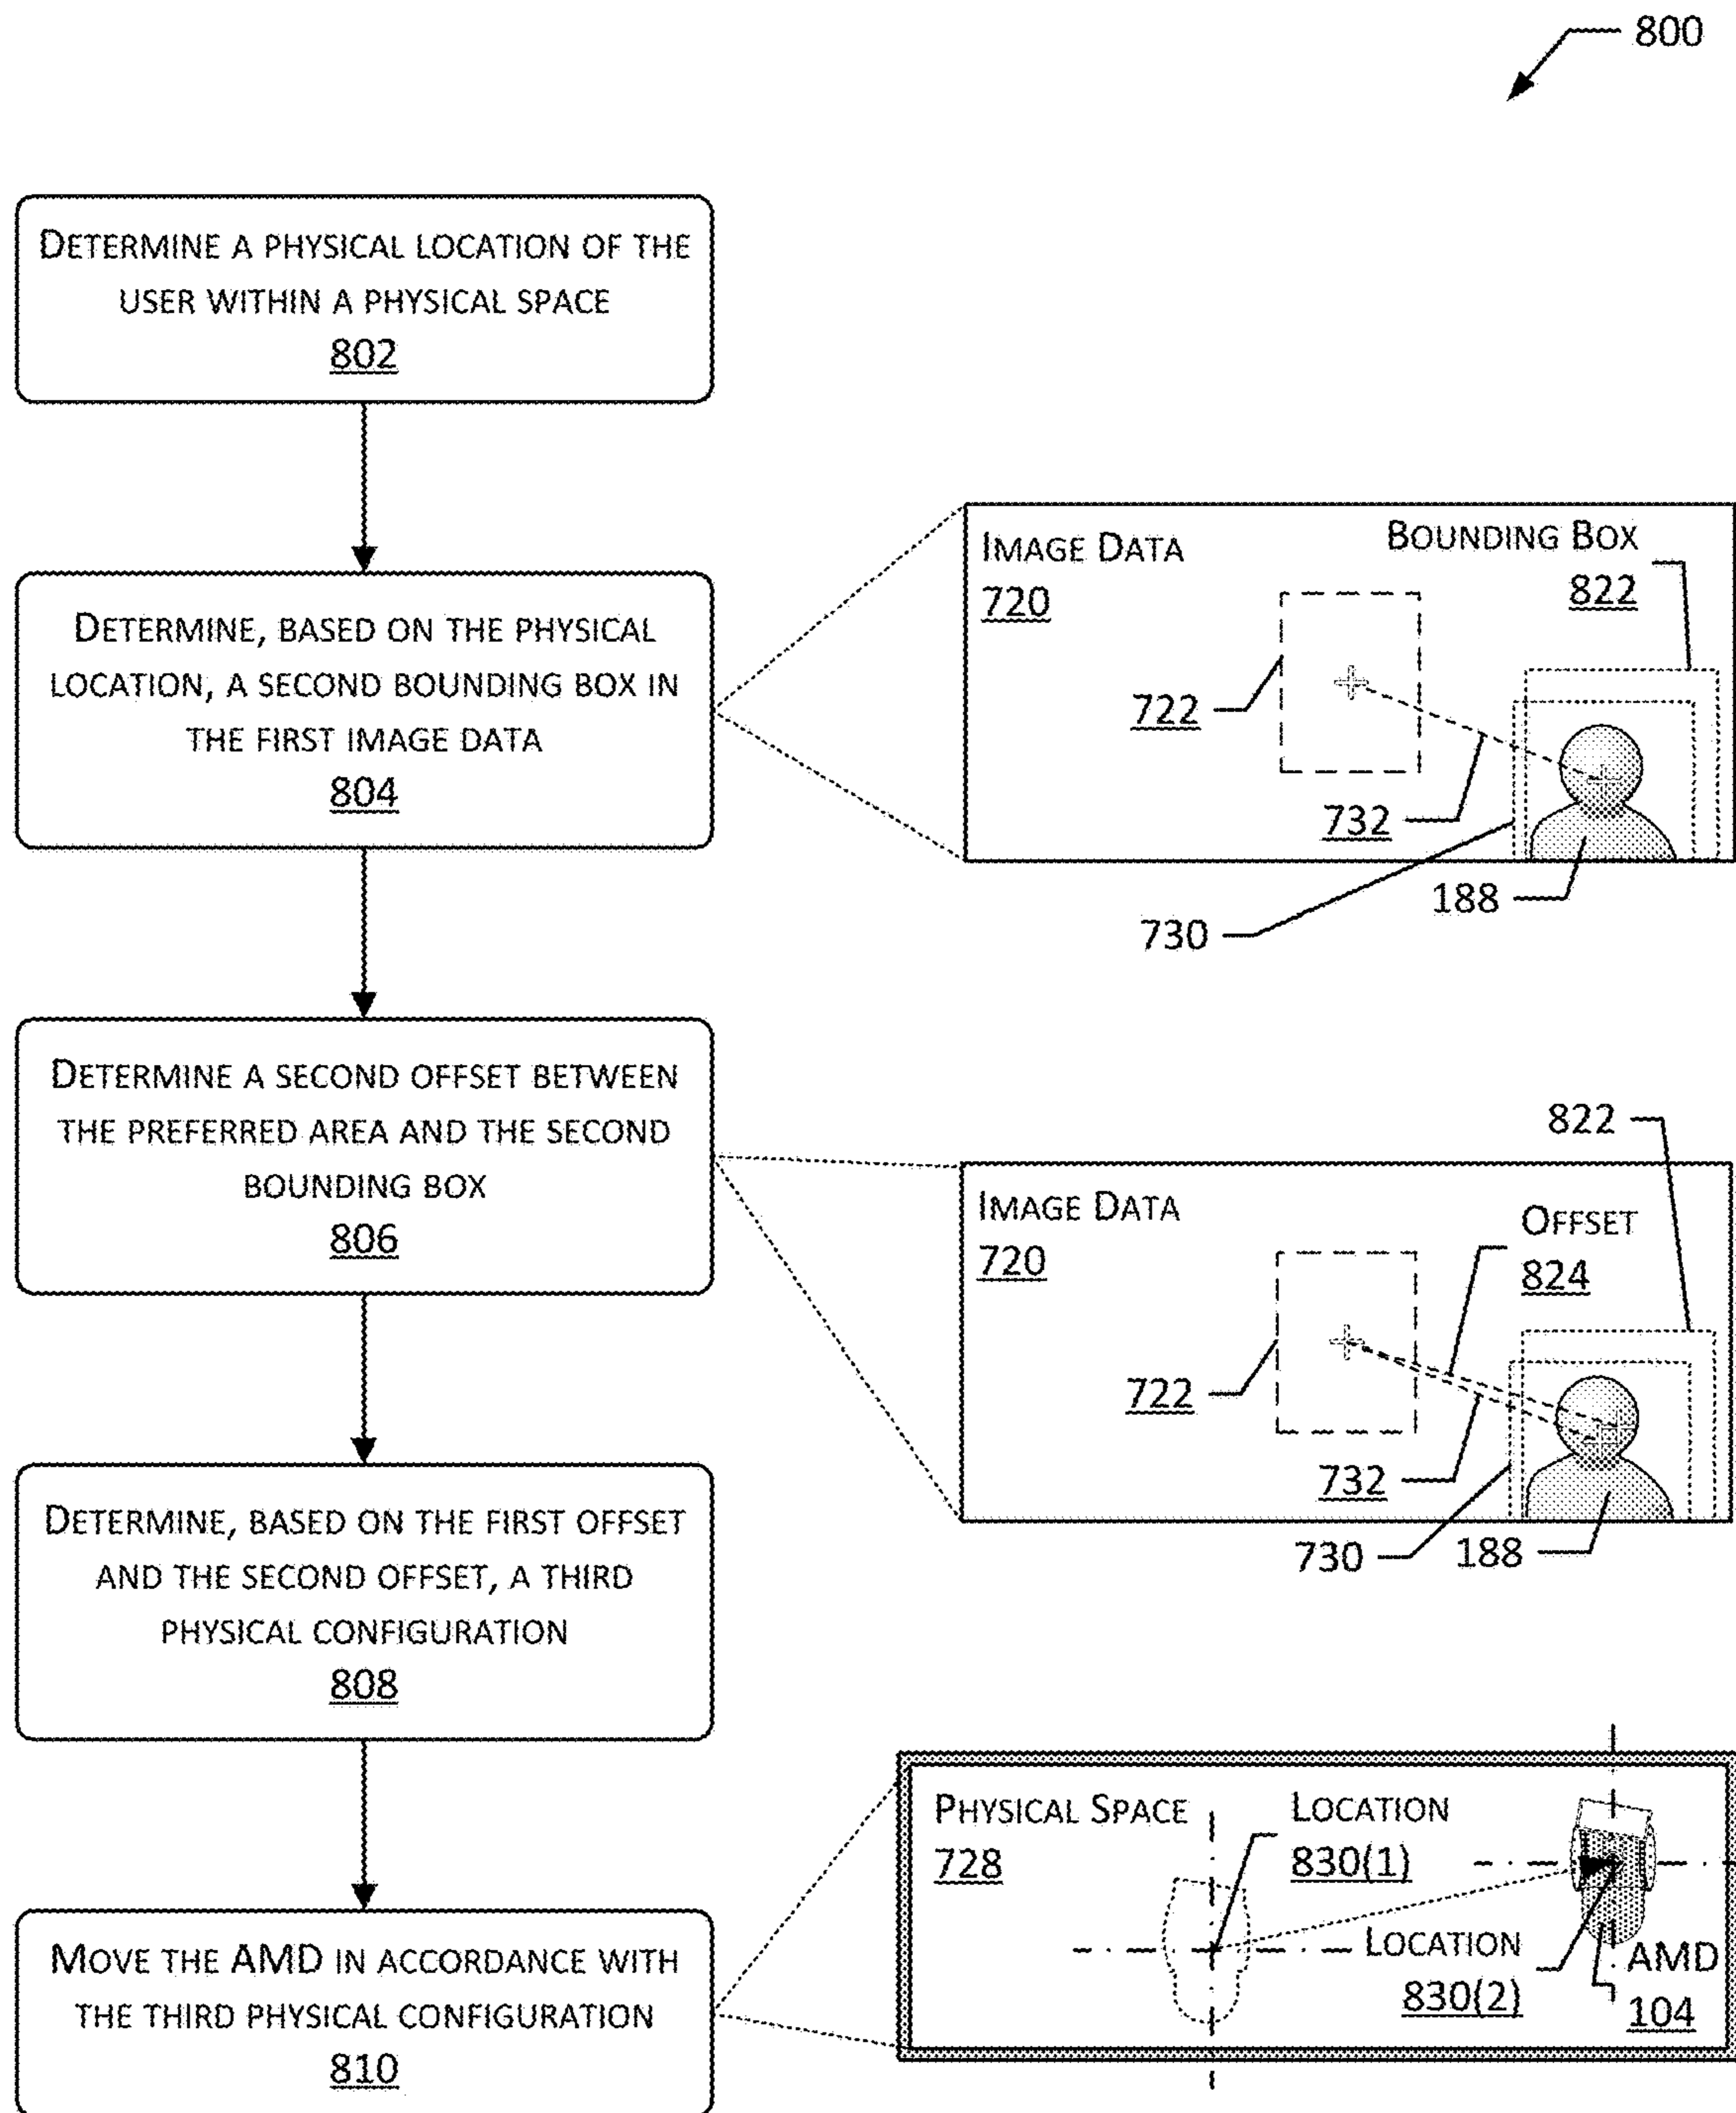 800
DETERMINE A PHYSICAL LOCATION OF THE
USER WITHIN A PHYSICAL SPACE
802
DETERMINE, BASED ON THE PHYSICAL
LOCATION, A SECOND BOUNDING BOX IN
THE FIRST IMAGE DATA
804
IMAGE DATA
720
BOUNDING BOX
822
722
732
188
730
DETERMINE A SECOND OFFSET BETWEEN
THE PREFERRED AREA AND THE SECOND
BOUNDING BOX
806
822
IMAGE DATA
720
OFFSET
824
722
732
730
188
DETERMINE, BASED ON THE FIRST OFFSET
AND THE SECOND OFFSET, A THIRD
PHYSICAL CONFIGURATION
808
MOVE THE AMD IN ACCORDANCE WITH
THE THIRD PHYSICAL CONFIGURATION
810
PHYSICAL SPACE
728
LOCATION
830(1)
LOCATION
830(2)
AMD
104